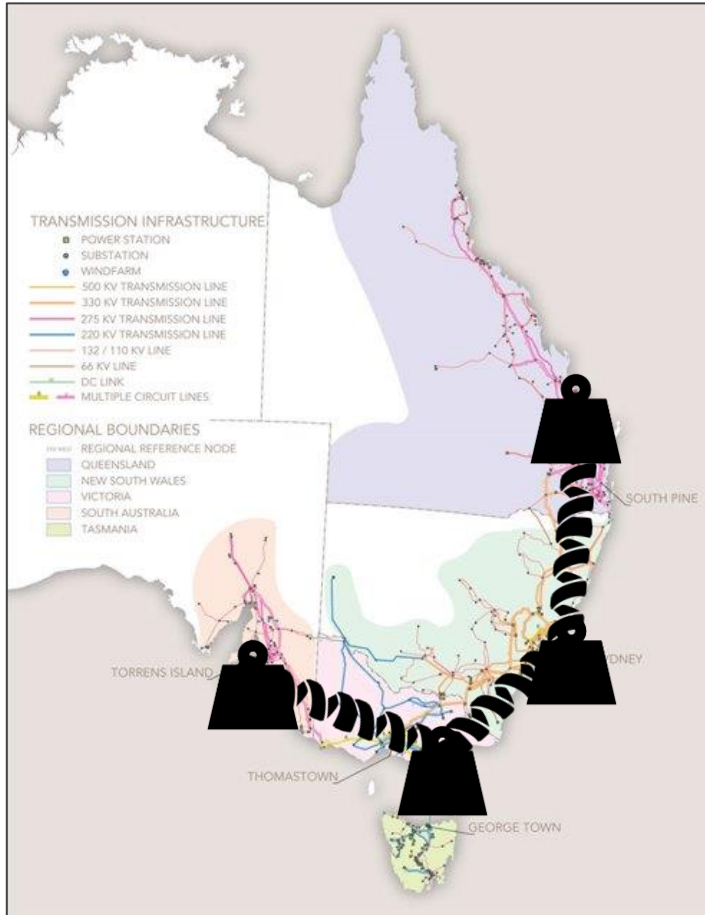 TRANSMISSION INFRASTRUCTURE
POWER STATION
SUBSTATION
WINDFARM
500 KV TRANSMISSION LINE
330 KV TRANSMISSION LINE
275 KV TRANSMISSION LINE
220 KV TRANSMISSION LINE
132 / 110 KV LINE
66 KV LINE
DC LINK
MULTIPLE CIRCUIT LINES
REGIONAL BOUNDARIES
REGIONAL REFERENCE NODE
QUEENSLAND
NEW SOUTH WALES
VICTORIA
SOUTH AUSTRALIA
TASMANIA
SOUTH PINE
YDNEY
TORRENS ISLAND
THOMASTOWN
GEORGE TOWN